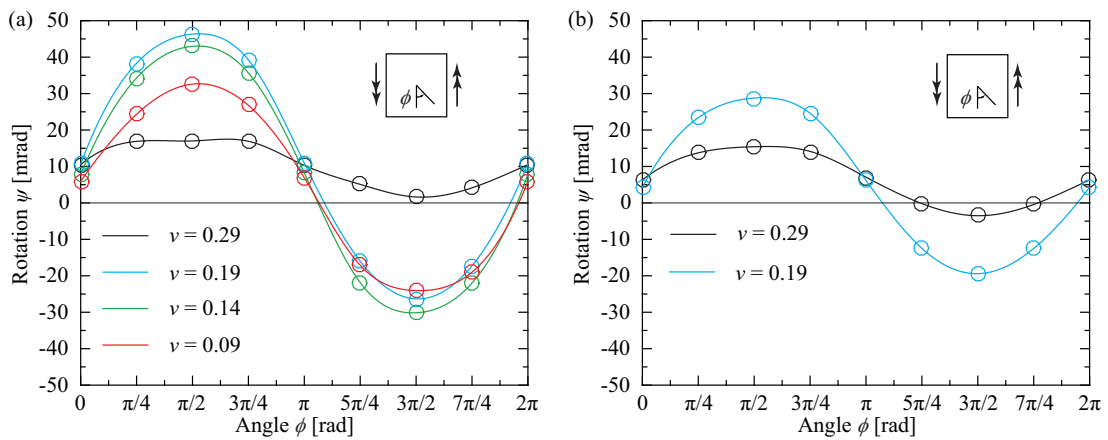 (a)
Rotation ψ [mrad]
50
40
30
20
10
0
-10
-20
-30
-40
-50
ϕ
v = 0.29
v = 0.19
v = 0.14
v = 0.09
0 π/4 π/2 3π/4 π 5π/4 3π/2 7π/4 2π
Angle ϕ [rad]
(b)
Rotation ψ [mrad]
50
40
30
20
10
0
-10
-20
-30
-40
-50
ϕ
v = 0.29
v = 0.19
0 π/4 π/2 3π/4 π 5π/4 3π/2 7π/4 2π
Angle ϕ [rad]